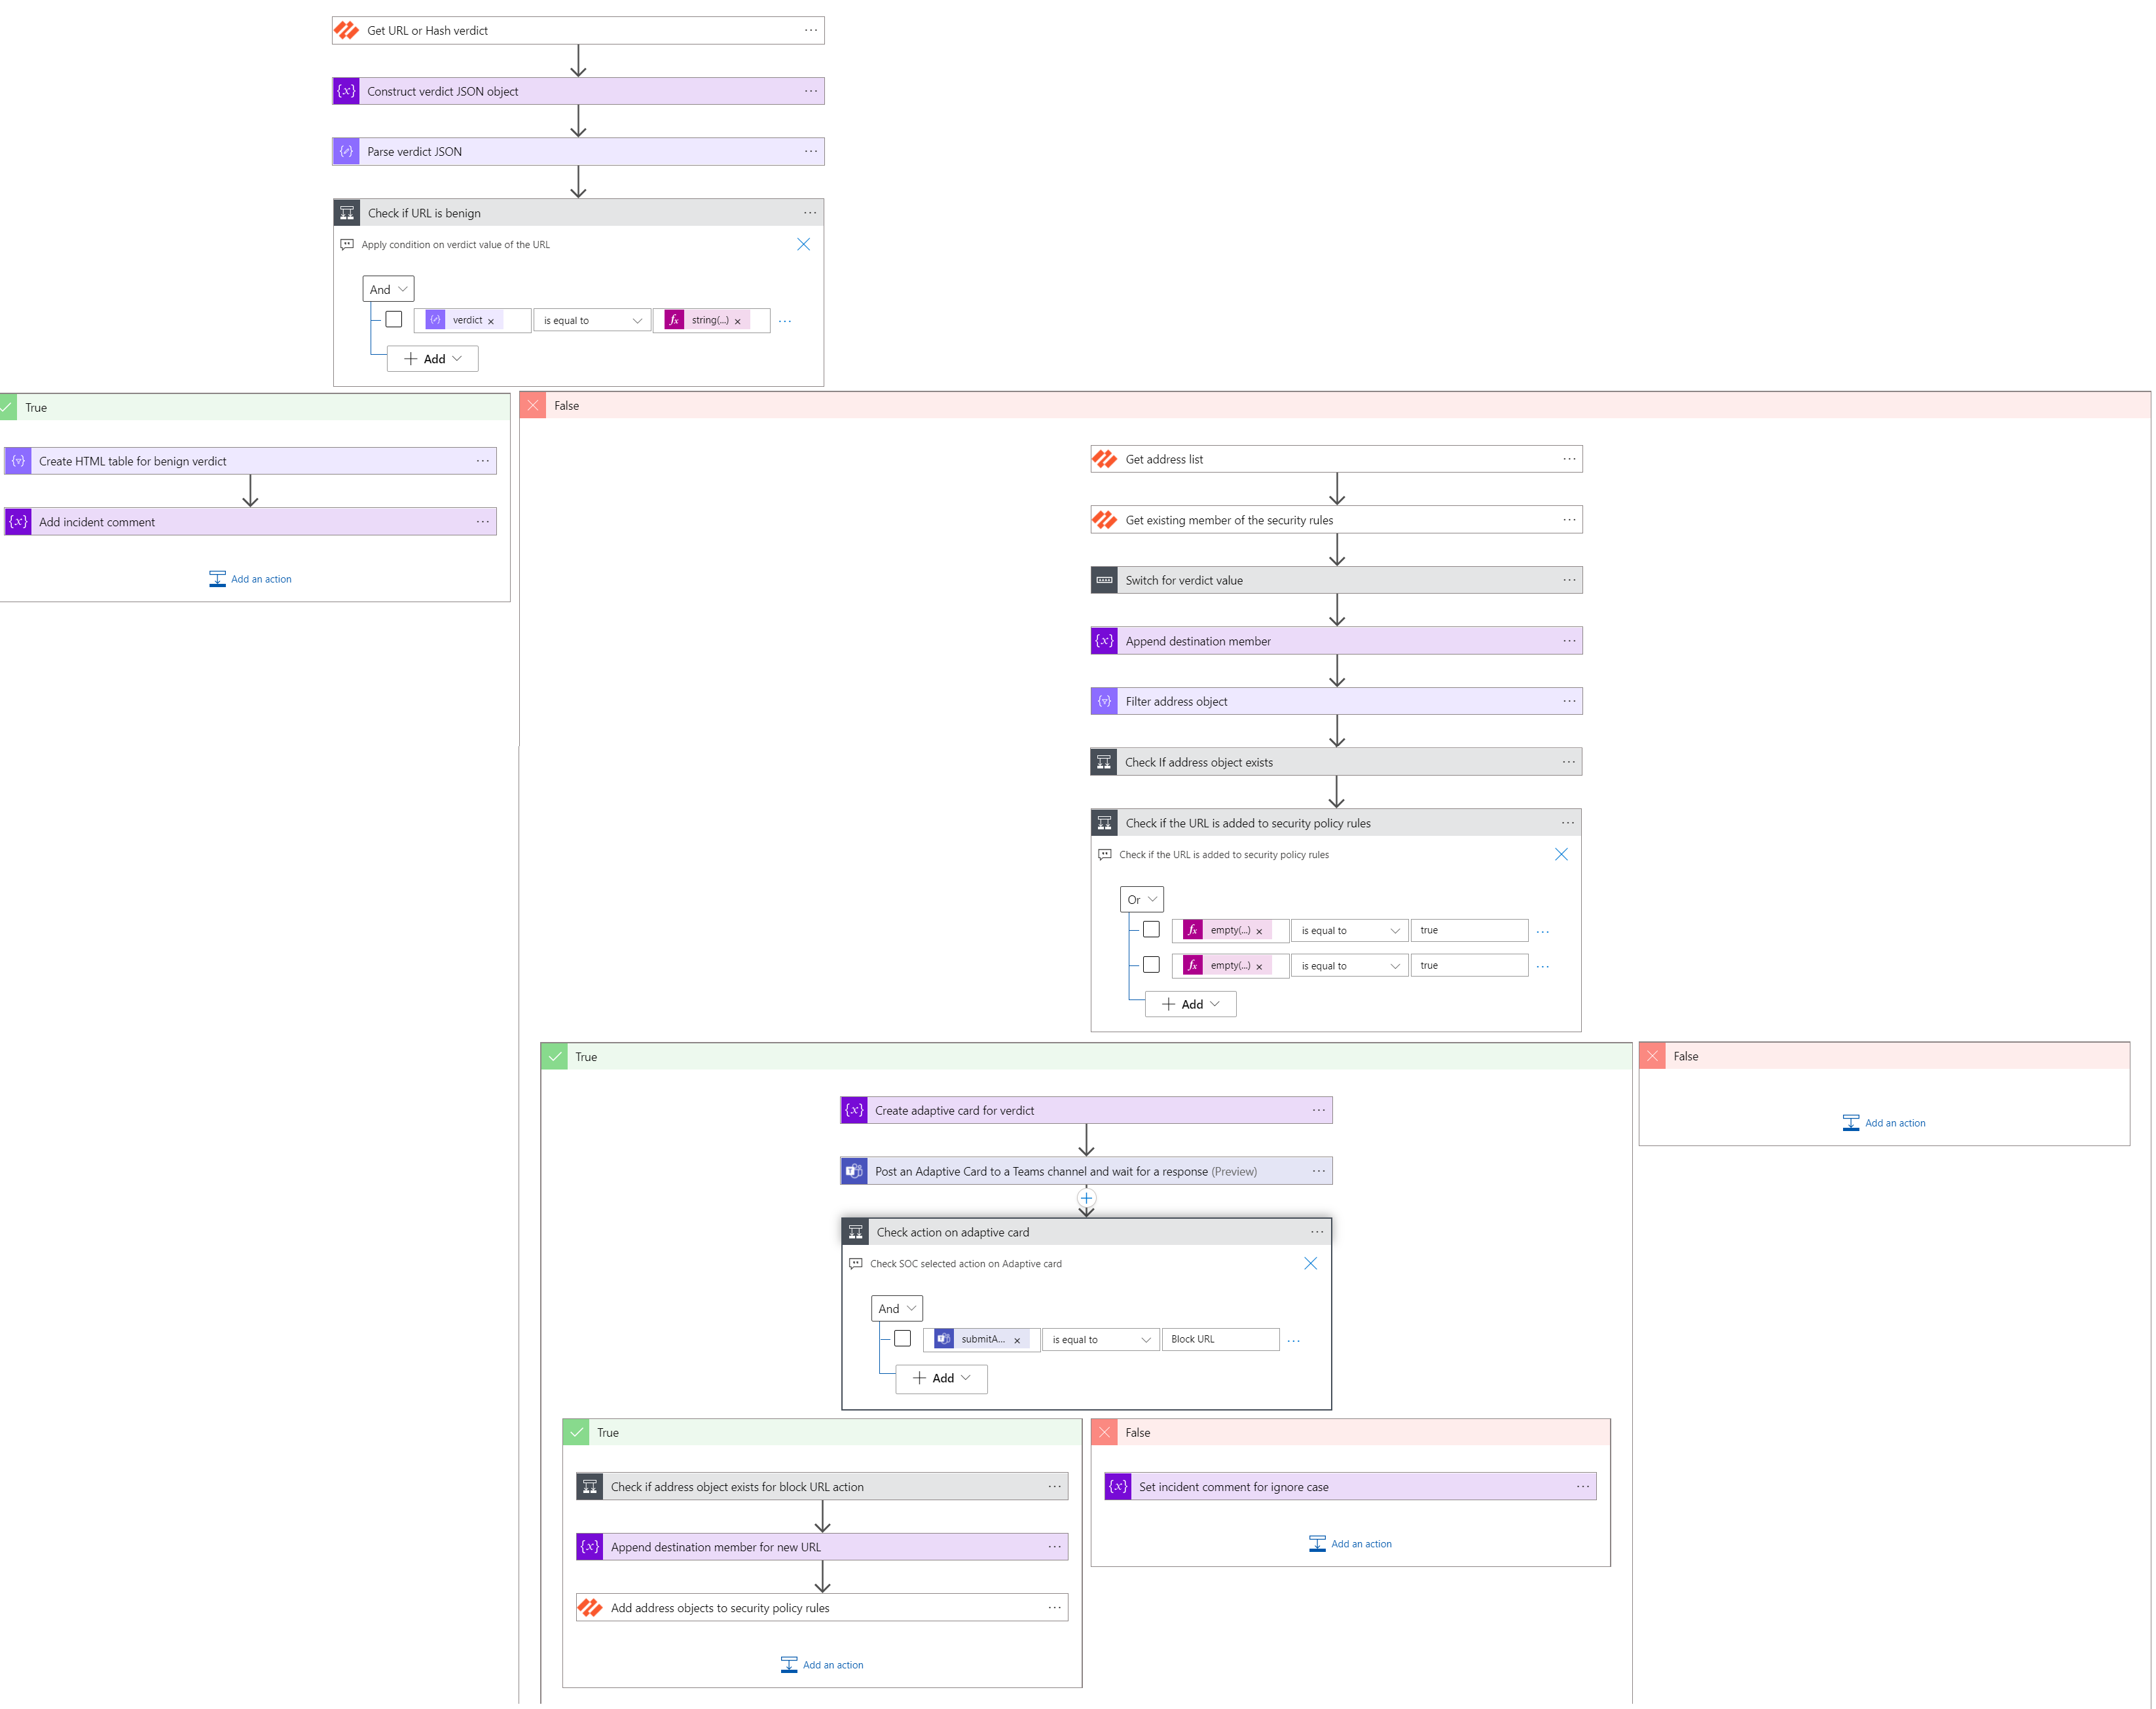 Get URL or Hash verdict
{x} Construct verdict JSON object
Parse verdict JSON
Check if URL is benign
Apply condition on verdict value of the URL
And
verdict × is equal to fx string(...) ×
+ Add
True
Create HTML table for benign verdict
{x} Add incident comment
Add an action
False
Get address list
Get existing member of the security rules
Switch for verdict value
{x} Append destination member
Filter address object
Check If address object exists
Check if the URL is added to security policy rules
Check if the URL is added to security policy rules
Or
fx empty(...) × is equal to true
fx empty(...) × is equal to true
+ Add
True
{x} Create adaptive card for verdict
Post an Adaptive Card to a Teams channel and wait for a response (Preview)
Check action on adaptive card
Check SOC selected action on Adaptive card
And
submitA... × is equal to Block URL
+ Add
True
Check if address object exists for block URL action
{x} Append destination member for new URL
Add address objects to security policy rules
Add an action
False
{x} Set incident comment for ignore case
Add an action
False
Add an action